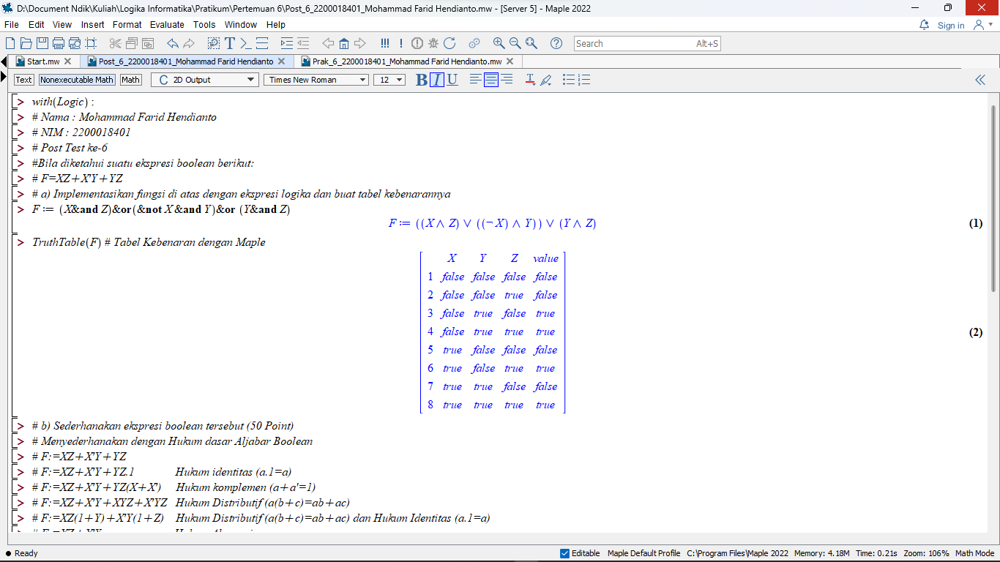 D:\Document Ndik\Kuliah\Logika Informatika\Pratikum\Pertemuan 6\Post_6_2200018401_Mohammad Farid Hendianto.mw - [Server 5] - Maple 2022
File Edit View Insert Format Evaluate Tools Window Help
Sign in
Search Alt+S
Start.mw Post_6_2200018401_Mohammad Farid Hendianto Prak_6_2200018401_Mohammad Farid Hendianto.mw
Text Nonexecutable Math Math C 2D Output Times New Roman 12 B I U
> with(Logic) :
> # Nama : Mohammad Farid Hendianto
> # NIM : 2200018401
> # Post Test ke-6
> #Bila diketahui suatu ekspresi boolean berikut:
> # F=XZ+X'Y+YZ
> # a) Implementasikan fungsi di atas dengan ekspresi logika dan buat tabel kebenarannya
> F := (X&and Z)&or(&not X &and Y)&or (Y&and Z)
F := ((X ∧ Z) ∨ ((¬ X) ∧ Y)) ∨ (Y ∧ Z) (1)
> TruthTable(F) # Tabel Kebenaran dengan Maple
X Y Z value
1 false false false false
2 false false true false
3 false true false true
4 false true true true (2)
5 true false false false
6 true false true true
7 true true false false
8 true true true true
> # b) Sederhanakan ekspresi boolean tersebut (50 Point)
> # Menyederhanakan dengan Hukum dasar Aljabar Boolean
> # F:=XZ+X'Y+YZ
> # F:=XZ+X'Y+YZ.1 Hukum identitas (a.1=a)
> # F:=XZ+X'Y+YZ(X+X') Hukum komplemen (a+a'=1)
> # F:=XZ+X'Y+XYZ+X'YZ Hukum Distributif (a(b+c)=ab+ac)
> # F:=XZ(1+Y)+X'Y(1+Z) Hukum Distributif (a(b+c)=ab+ac) dan Hukum Identitas (a.1=a)
Ready Editable Maple Default Profile C:\Program Files\Maple 2022 Memory: 4.18M Time: 0.21s Zoom: 106% Math Mode